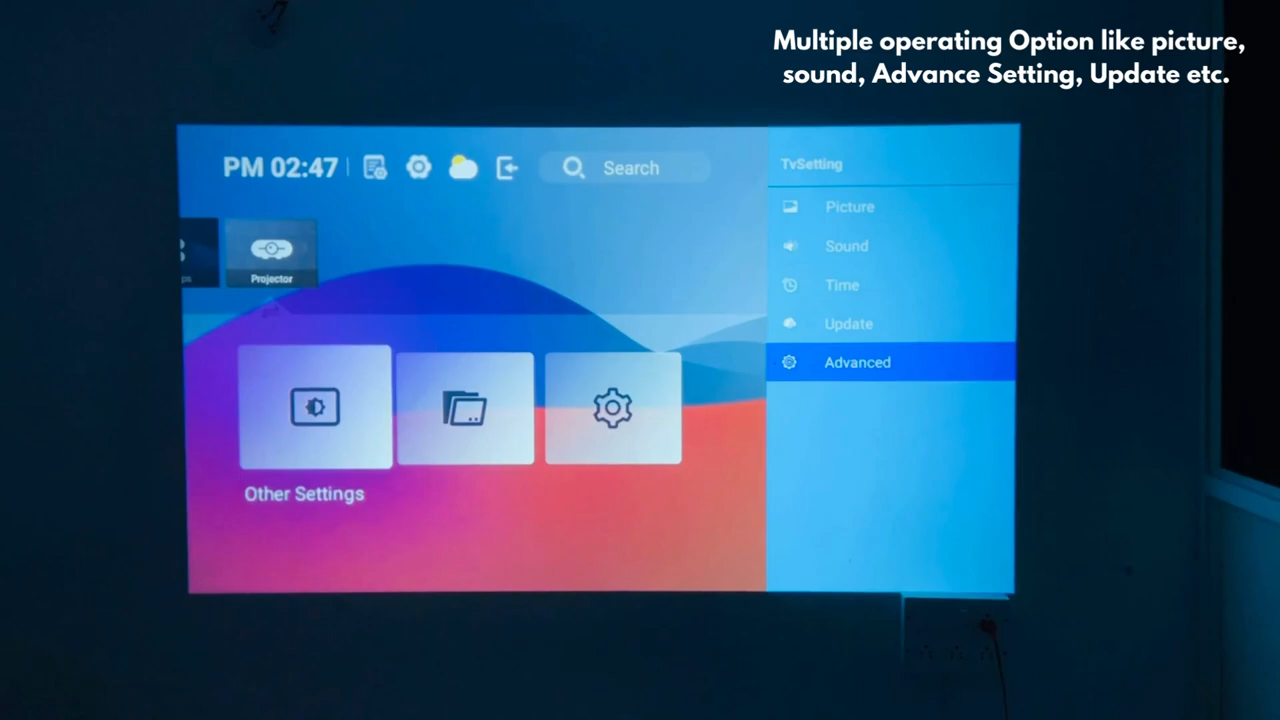 Multiple operating Option like picture,
sound, Advance Setting, Update etc.
PM 02:47
Search
TvSetting
Picture
Sound
Time
Update
Advanced
Projector
Other Settings